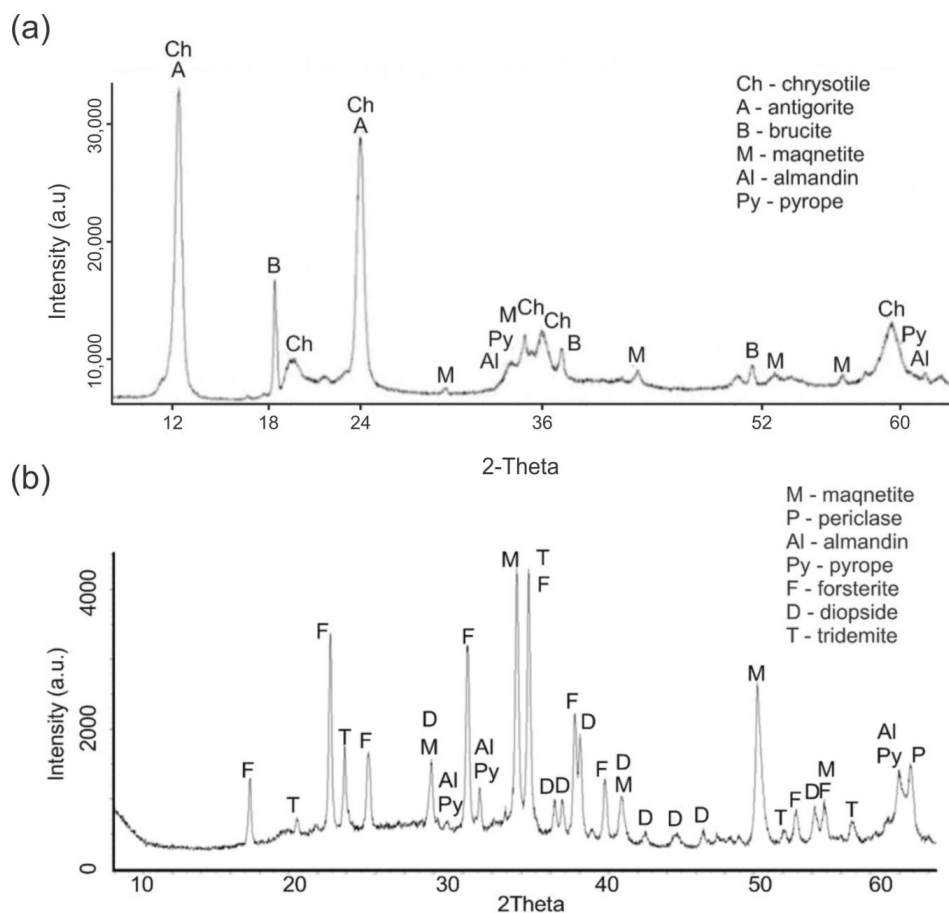 (a)
Ch
A
Ch
A
Ch - chrysotile
A - antigorite
B - brucite
M - maqnetite
Al - almandin
Py - pyrope
Intensity (a.u)
30,000
20,000
10,000
B
Ch
M
M
Py
Al
Ch
Ch
B
M
B
M
M
Ch
Py
Al
12
18
24
36
52
60
2-Theta
(b)
M - maqnetite
P - periclase
Al - almandin
Py - pyrope
F - forsterite
D - diopside
T - tridemite
Intensity (a.u.)
4000
2000
0
F
T
F
T
F
D
M
Al
Py
F
Al
Py
M
T
F
D
D
F
D
F
D
M
D
D
D
M
T
F
D
M
F
T
Al
Py
P
10
20
30
40
50
60
2Theta